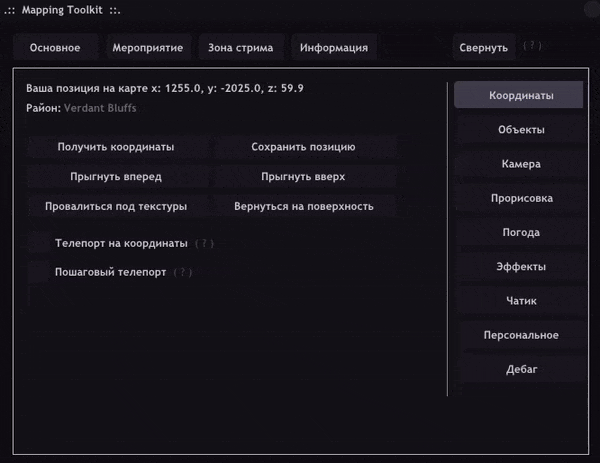 .:: Mapping Toolkit ::.
Основное Мероприятие Зона стрима Информация Свернуть ( ? )
Ваша позиция на карте x: 1255.0, y: -2025.0, z: 59.9
Район: Verdant Bluffs
Получить координаты Сохранить позицию
Прыгнуть вперед Прыгнуть вверх
Провалиться под текстуры Вернуться на поверхность
Телепорт на координаты ( ? )
Пошаговый телепорт ( ? )
Координаты
Объекты
Камера
Прорисовка
Погода
Эффекты
Чатик
Персональное
Дебаг